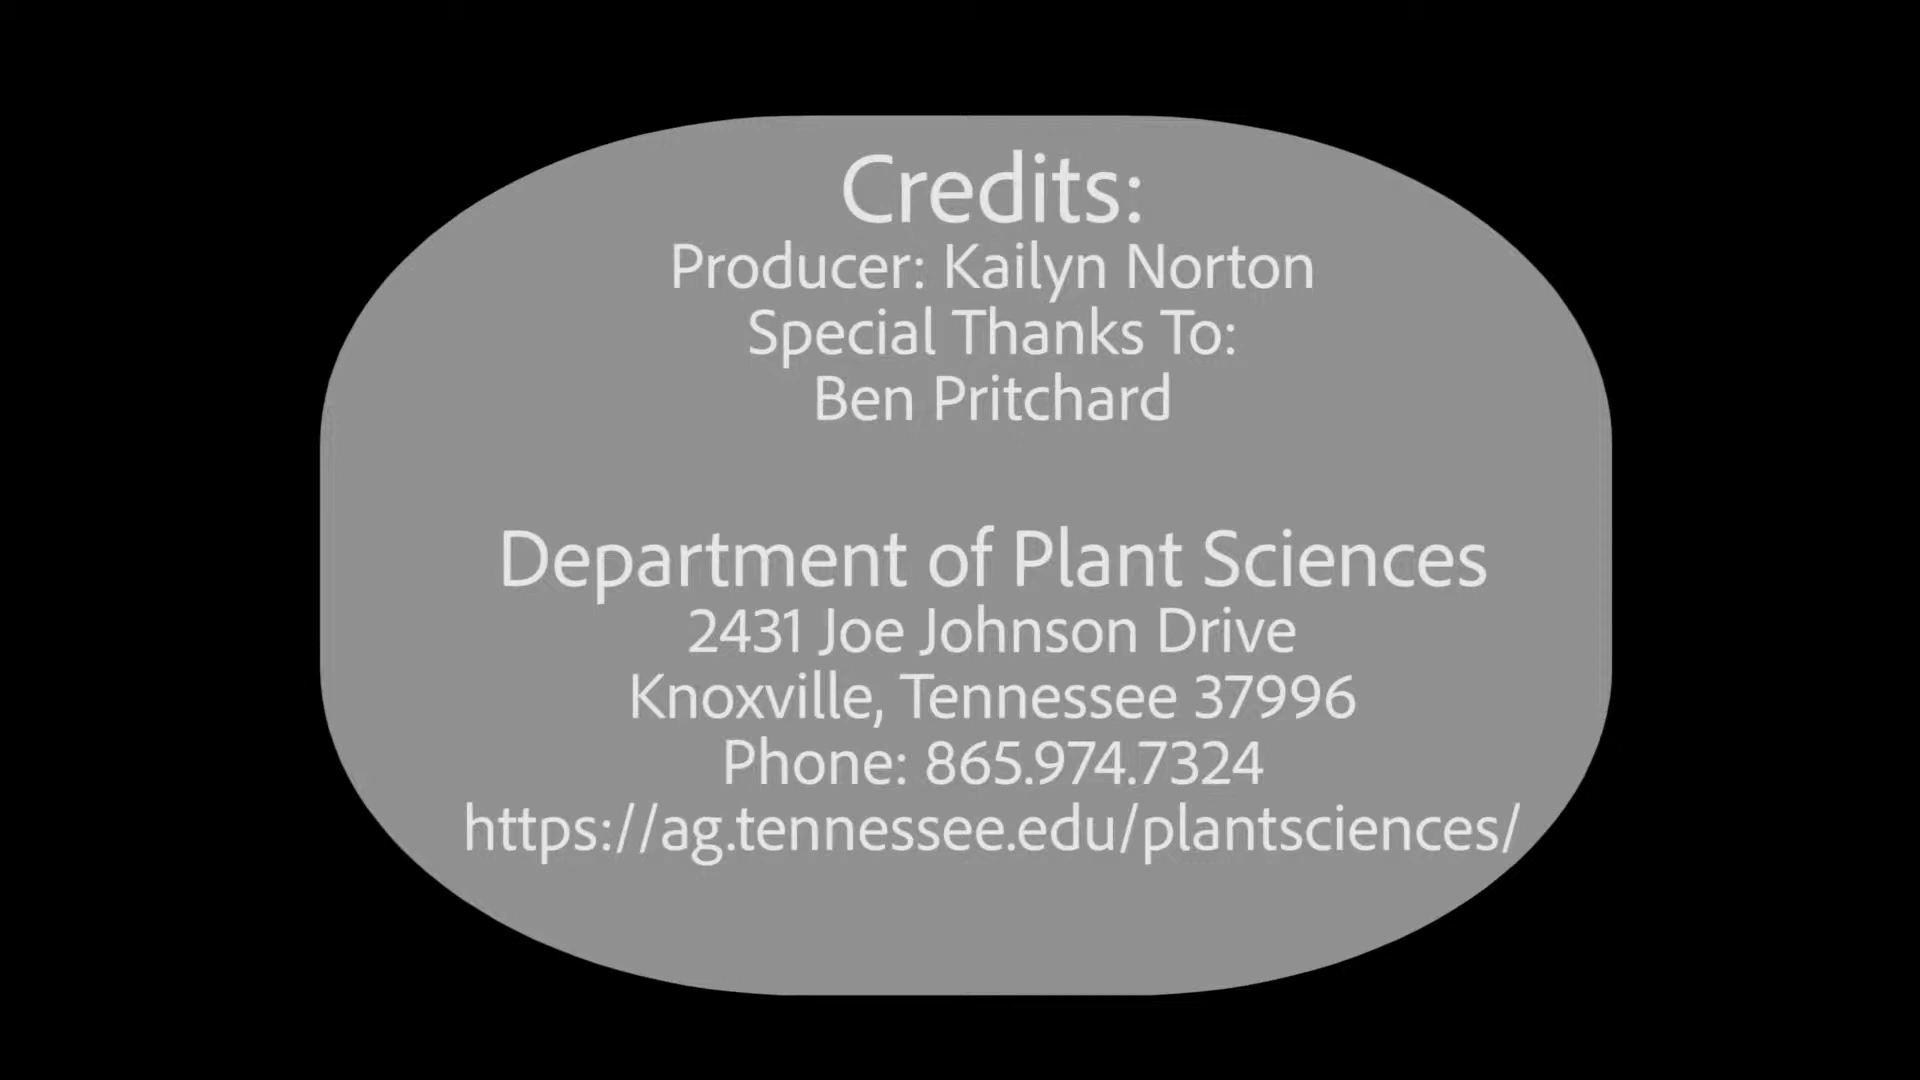 Credits:
Producer: Kailyn Norton
Special Thanks To:
Ben Pritchard
Department of Plant Sciences
2431 Joe Johnson Drive
Knoxville, Tennessee 37996
Phone: 865.974.7324
https://ag.tennessee.edu/plantsciences/